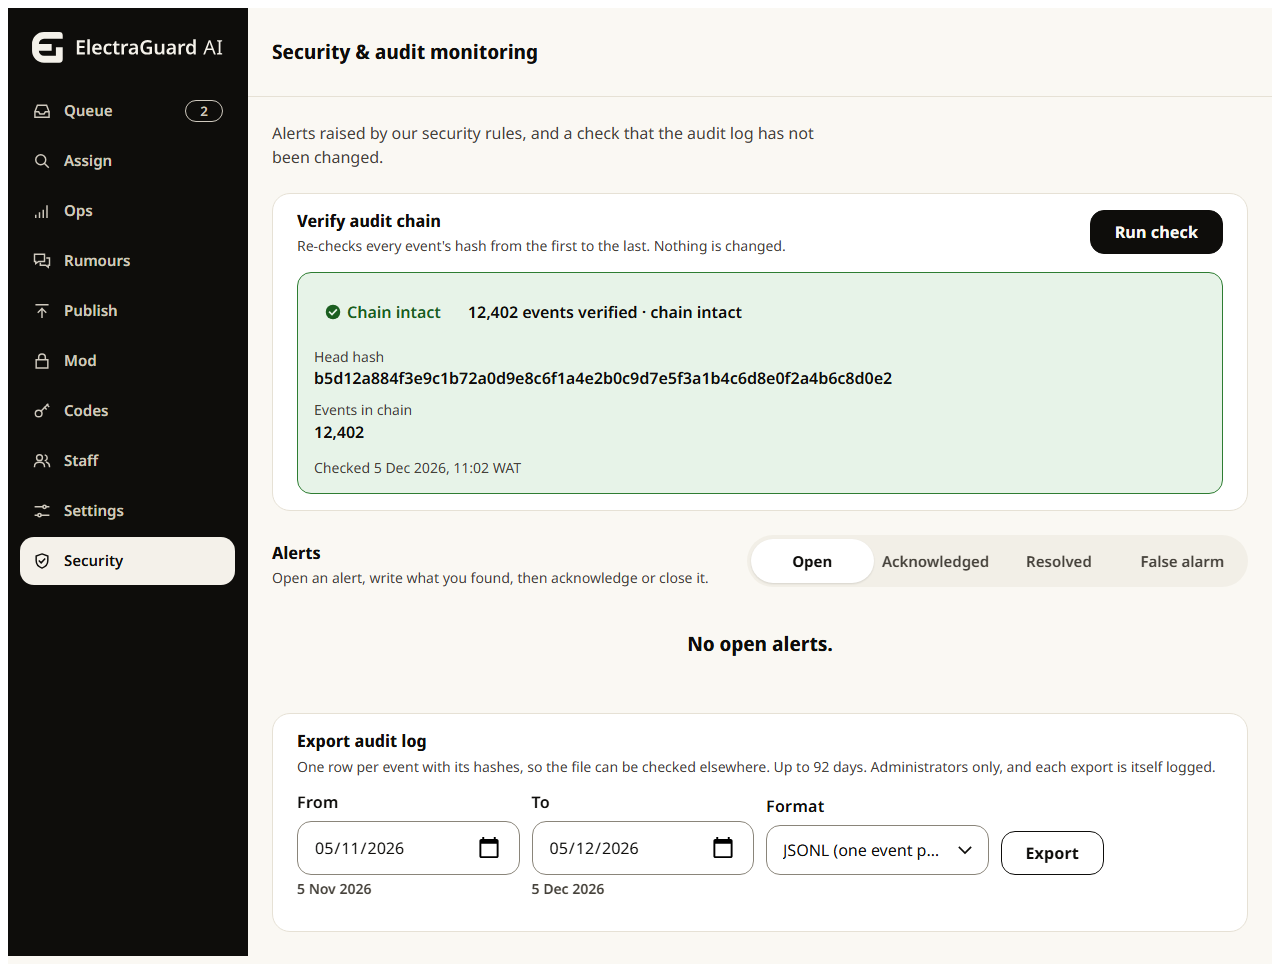 ElectraGuard AI
Queue 2
Assign
Ops
Rumours
Publish
Mod
Codes
Staff
Settings
Security
Security & audit monitoring
Alerts raised by our security rules, and a check that the audit log has not
been changed.
Verify audit chain
Re-checks every event's hash from the first to the last. Nothing is changed.
Run check
Chain intact 12,402 events verified · chain intact
Head hash
b5d12a884f3e9c1b72a0d9e8c6f1a4e2b0c9d7e5f3a1b4c6d8e0f2a4b6c8d0e2
Events in chain
12,402
Checked 5 Dec 2026, 11:02 WAT
Alerts
Open an alert, write what you found, then acknowledge or close it.
Open Acknowledged Resolved False alarm
No open alerts.
Export audit log
One row per event with its hashes, so the file can be checked elsewhere. Up to 92 days. Administrators only, and each export is itself logged.
From To Format
05/11/2026 05/12/2026 JSONL (one event p... Export
5 Nov 2026 5 Dec 2026